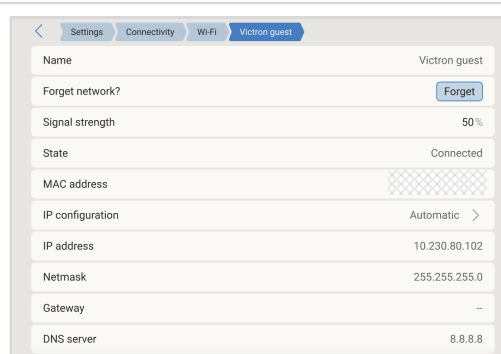 Settings Connectivity Wi-Fi Victron guest
Name Victron guest
Forget network? Forget
Signal strength 50%
State Connected
MAC address
IP configuration Automatic
IP address 10.230.80.102
Netmask 255.255.255.0
Gateway --
DNS server 8.8.8.8